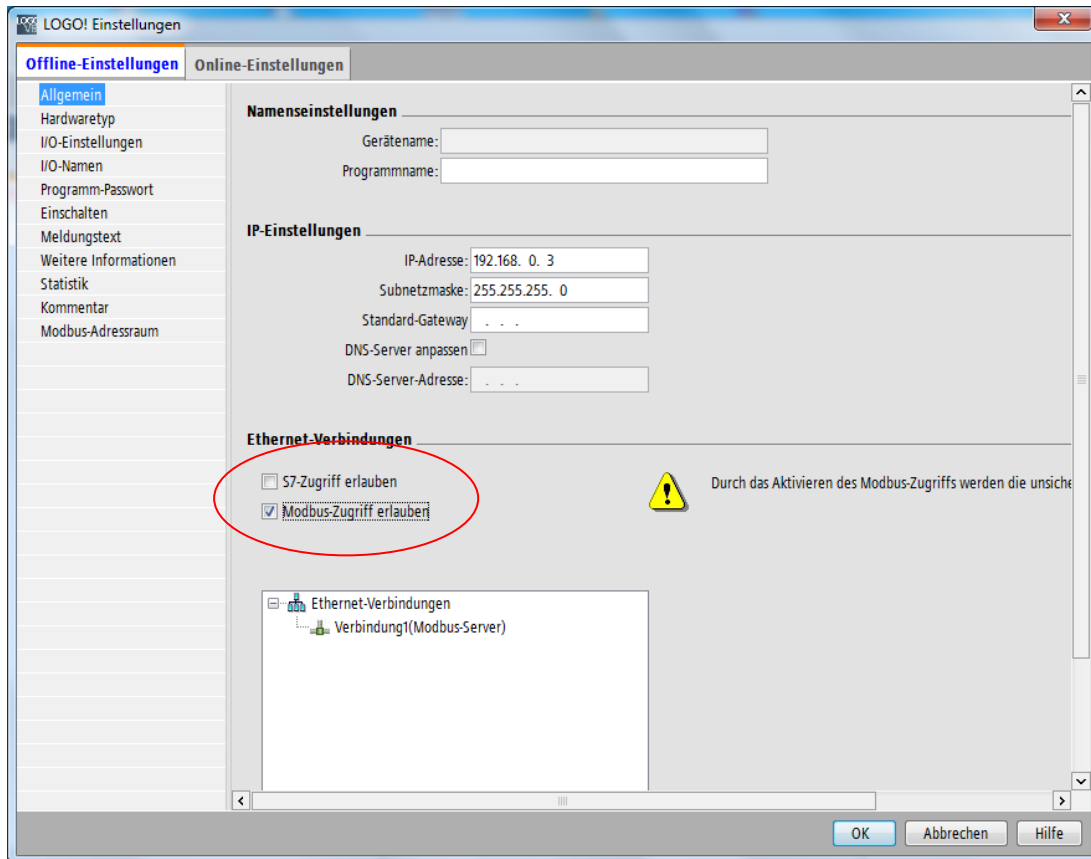 LOGO! Einstellungen
Offline-Einstellungen Online-Einstellungen
Allgemein
Hardwaretyp
I/O-Einstellungen
I/O-Namen
Programm-Passwort
Einschalten
Meldungstext
Weitere Informationen
Statistik
Kommentar
Modbus-Adressraum
Namenseinstellungen
Gerätename:
Programmname:
IP-Einstellungen
IP-Adresse: 192.168. 0. 3
Subnetzmaske: 255.255.255. 0
Standard-Gateway . . .
DNS-Server anpassen
DNS-Server-Adresse: . . .
Ethernet-Verbindungen
S7-Zugriff erlauben
Modbus-Zugriff erlauben
Durch das Aktivieren des Modbus-Zugriffs werden die unsiche
Ethernet-Verbindungen
Verbindung1(Modbus-Server)
OK Abbrechen Hilfe